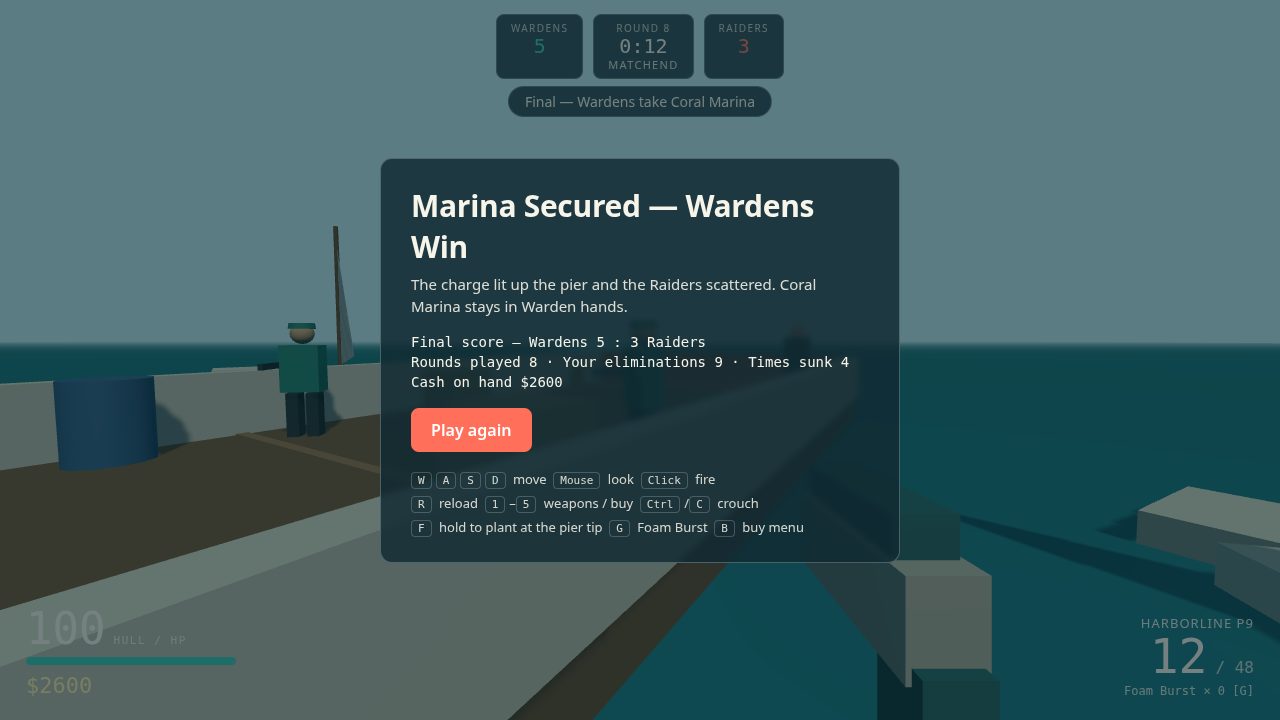 WARDENS
5
ROUND 8
0:12
MATCHEND
RAIDERS
3
Final — Wardens take Coral Marina
Marina Secured — Wardens
Win
The charge lit up the pier and the Raiders scattered. Coral
Marina stays in Warden hands.
Final score — Wardens 5 : 3 Raiders
Rounds played 8 · Your eliminations 9 · Times sunk 4
Cash on hand $2600
Play again
W A S D move Mouse look Click fire
R reload 1 – 5 weapons / buy Ctrl / C crouch
F hold to plant at the pier tip G Foam Burst B buy menu
100 HULL / HP
$2600
HARBORLINE P9
12 / 48
Foam Burst × 0 [G]